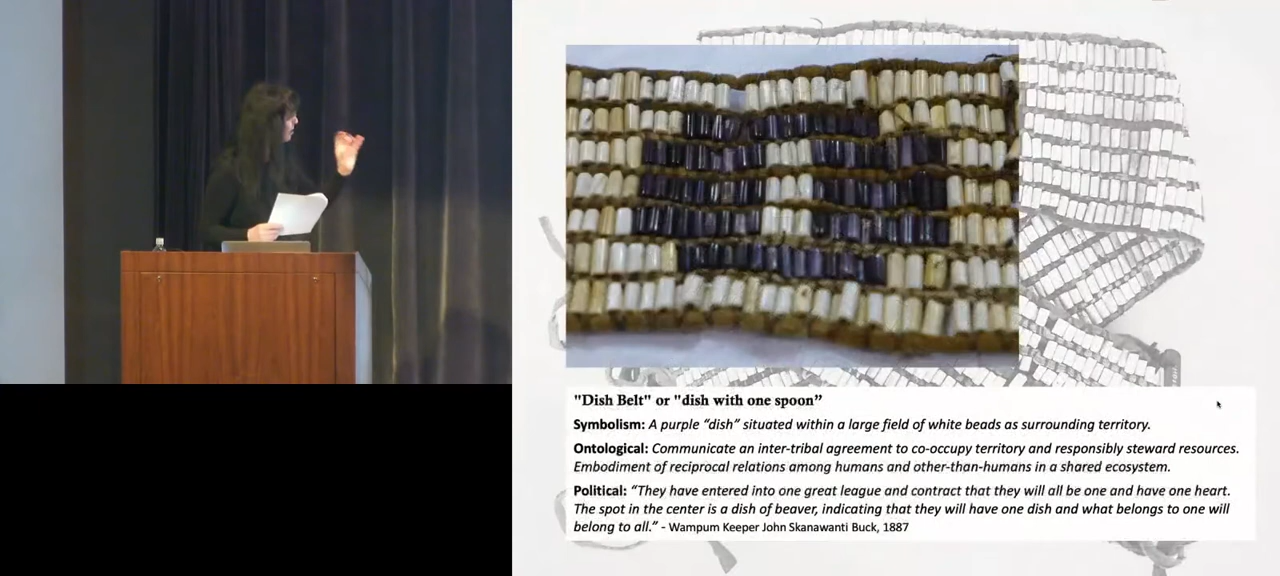 "Dish Belt" or "dish with one spoon”
Symbolism: A purple “dish” situated within a large field of white beads as surrounding territory.
Ontological: Communicate an inter-tribal agreement to co-occupy territory and responsibly steward resources.
Embodiment of reciprocal relations among humans and other-than-humans in a shared ecosystem.
Political: “They have entered into one great league and contract that they will all be one and have one heart.
The spot in the center is a dish of beaver, indicating that they will have one dish and what belongs to one will
belong to all.” - Wampum Keeper John Skanawanti Buck, 1887